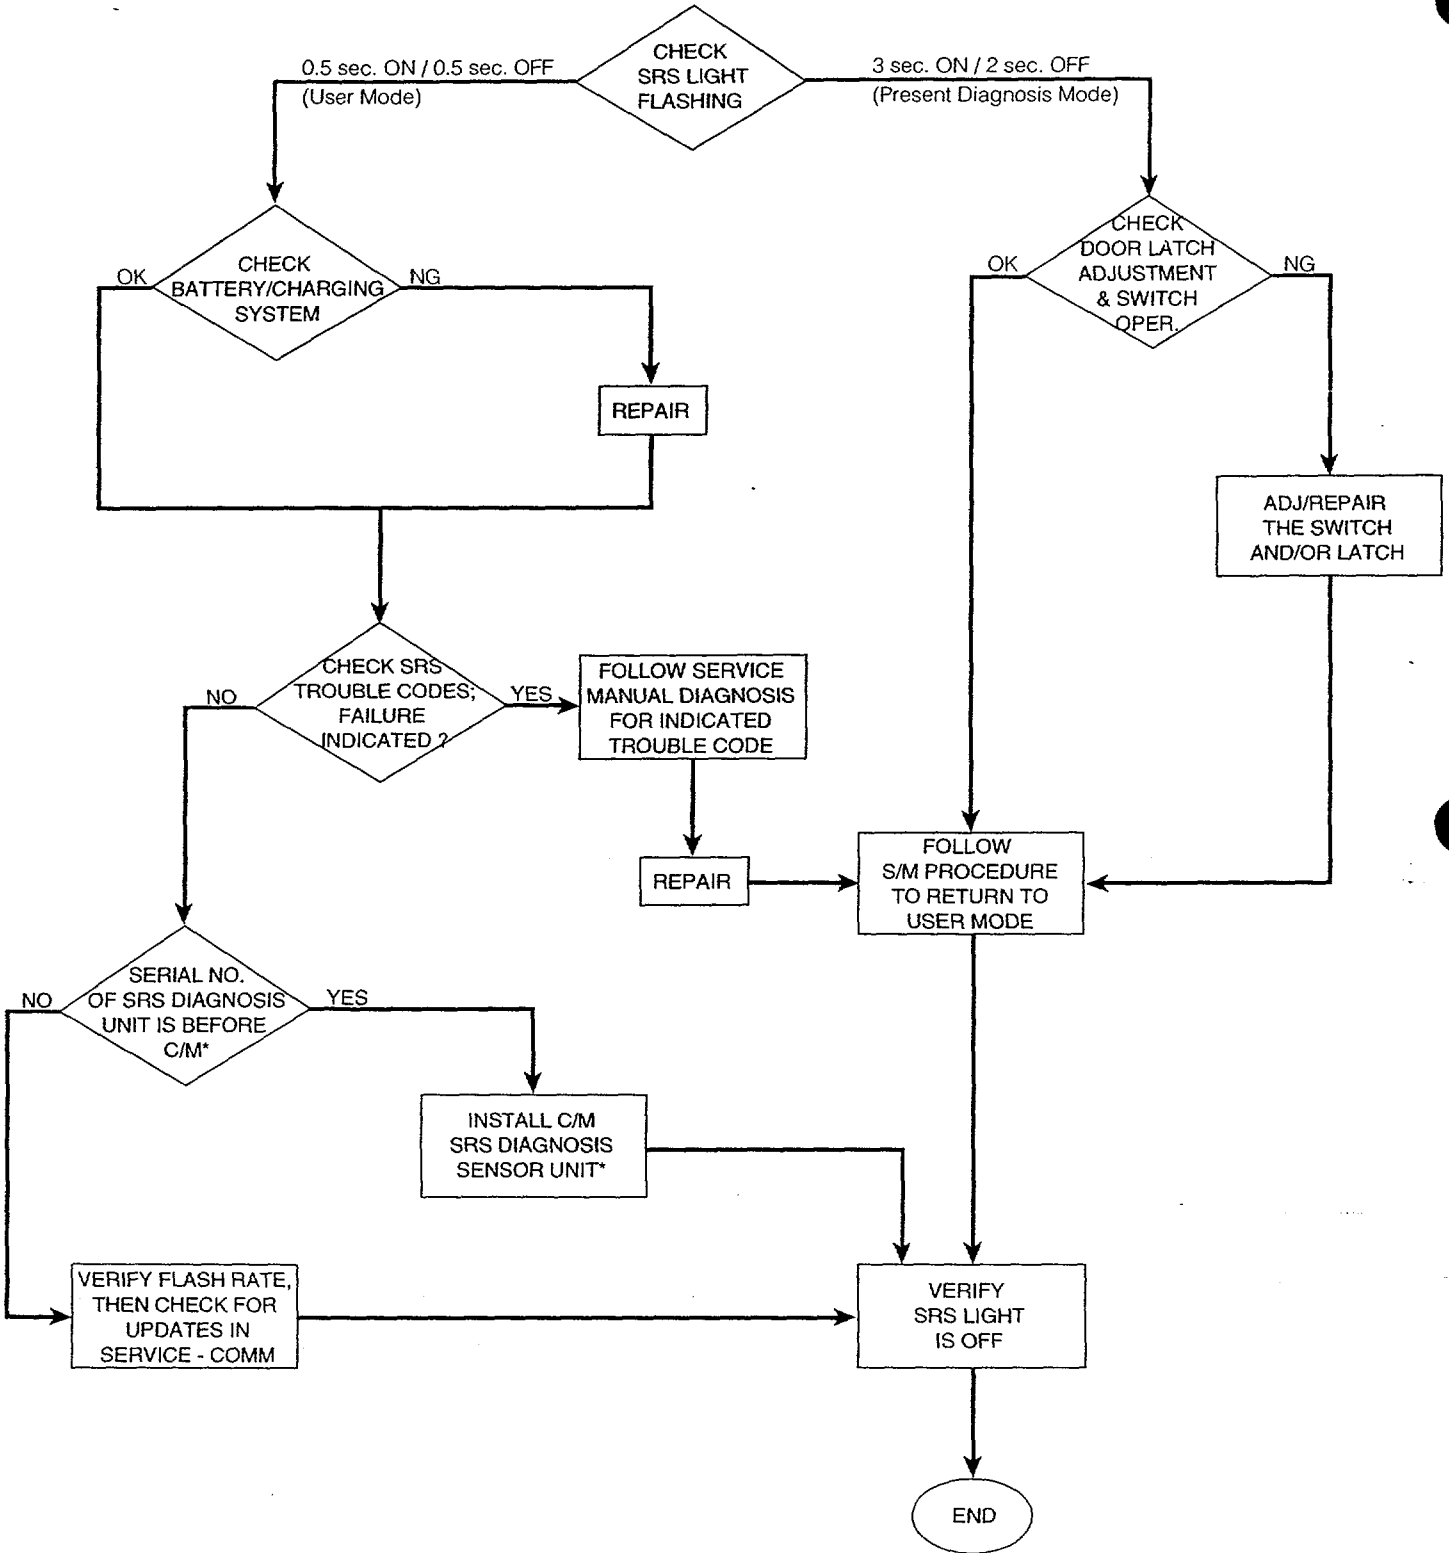 CHECK
SRS LIGHT
FLASHING
0.5 sec. ON / 0.5 sec. OFF
(User Mode)
3 sec. ON / 2 sec. OFF
(Present Diagnosis Mode)
OK
CHECK
BATTERY/CHARGING
SYSTEM
NG
REPAIR
OK
CHECK
DOOR LATCH
ADJUSTMENT
& SWITCH
OPER.
NG
ADJ/REPAIR
THE SWITCH
AND/OR LATCH
NO
CHECK SRS
TROUBLE CODES;
FAILURE
INDICATED ?
YES
FOLLOW SERVICE
MANUAL DIAGNOSIS
FOR INDICATED
TROUBLE CODE
REPAIR
FOLLOW
S/M PROCEDURE
TO RETURN TO
USER MODE
NO
SERIAL NO.
OF SRS DIAGNOSIS
UNIT IS BEFORE
C/M*
YES
INSTALL C/M
SRS DIAGNOSIS
SENSOR UNIT*
VERIFY FLASH RATE,
THEN CHECK FOR
UPDATES IN
SERVICE - COMM
VERIFY
SRS LIGHT
IS OFF
END